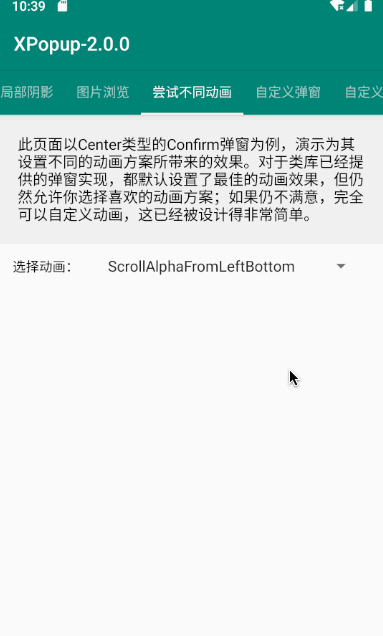 10:39
XPopup-2.0.0
局部阴影 图片浏览 尝试不同动画 自定义弹窗 自定义
此页面以Center类型的Confirm弹窗为例，演示为其
设置不同的动画方案所带来的效果。对于类库已经提
供的弹窗实现，都默认设置了最佳的动画效果，但仍
然允许你选择喜欢的动画方案；如果仍不满意，完全
可以自定义动画，这已经被设计得非常简单。
选择动画： ScrollAlphaFromLeftBottom